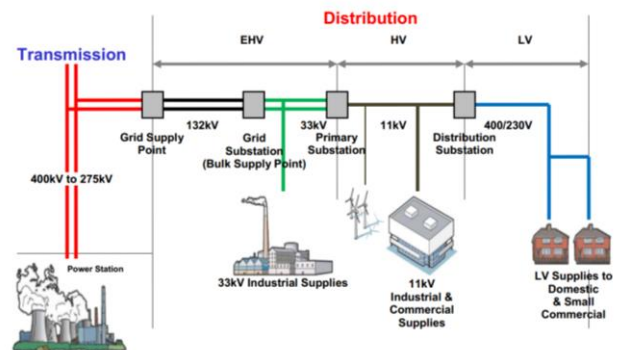 Distribution
Transmission
EHV
HV
LV
Grid Supply
Point
132kV
Grid
Substation
(Bulk Supply Point)
33kV
Primary
Substation
11kV
Distribution
Substation
400/230V
400kV to 275kV
Power Station
33kV Industrial Supplies
11kV
Industrial &
Commercial
Supplies
LV Supplies to
Domestic
& Small
Commercial